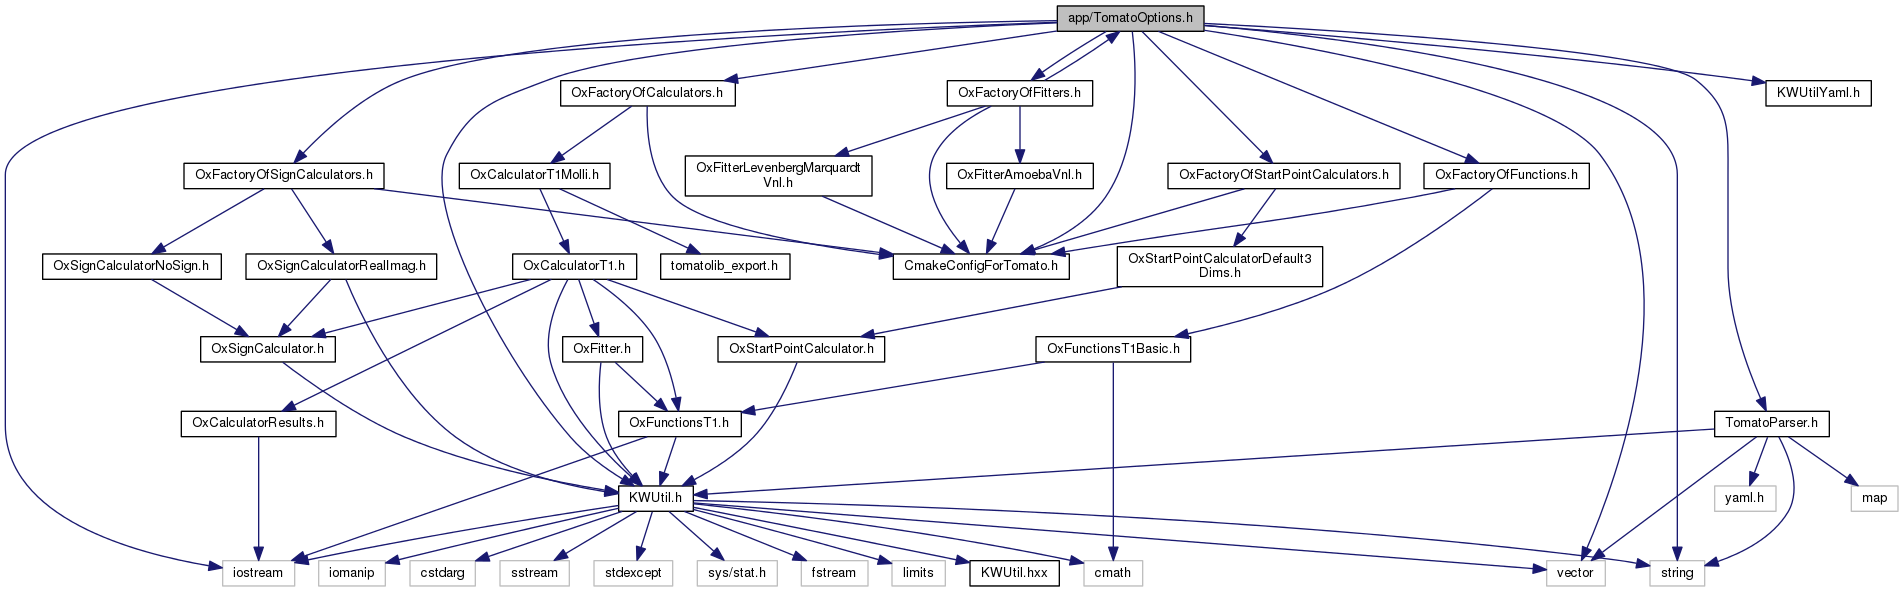 app/TomatoOptions.h
OxFactoryOfCalculators.h
OxFactoryOfFitters.h
KWUtilYaml.h
OxFactoryOfSignCalculators.h
OxCalculatorT1Molli.h
OxFitterLevenbergMarquardt
Vnl.h
OxFitterAmoebaVnl.h
OxFactoryOfStartPointCalculators.h
OxFactoryOfFunctions.h
OxSignCalculatorNoSign.h
OxSignCalculatorRealImag.h
OxCalculatorT1.h
tomatolib_export.h
CmakeConfigForTomato.h
OxStartPointCalculatorDefault3
Dims.h
OxSignCalculator.h
OxFitter.h
OxStartPointCalculator.h
OxFunctionsT1Basic.h
OxCalculatorResults.h
OxFunctionsT1.h
TomatoParser.h
KWUtil.h
yaml.h
map
iostream
iomanip
cstdarg
sstream
stdexcept
sys/stat.h
fstream
limits
KWUtil.hxx
cmath
vector
string